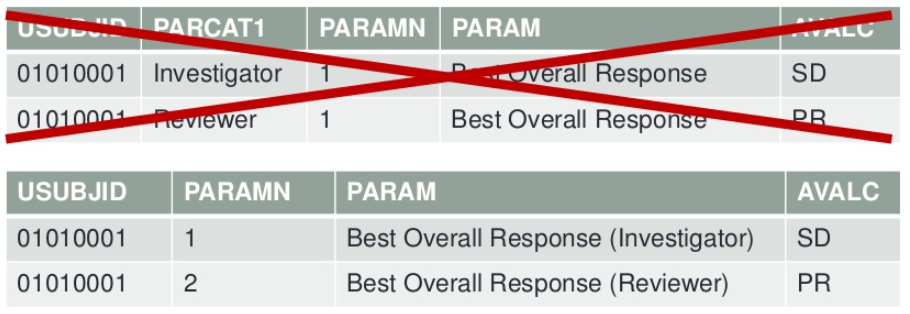 USUBJID PARCAT1 PARAMN PARAM AVALC
01010001 Investigator 1 Best Overall Response SD
01010001 Reviewer 1 Best Overall Response PR
USUBJID PARAMN PARAM AVALC
01010001 1 Best Overall Response (Investigator) SD
01010001 2 Best Overall Response (Reviewer) PR